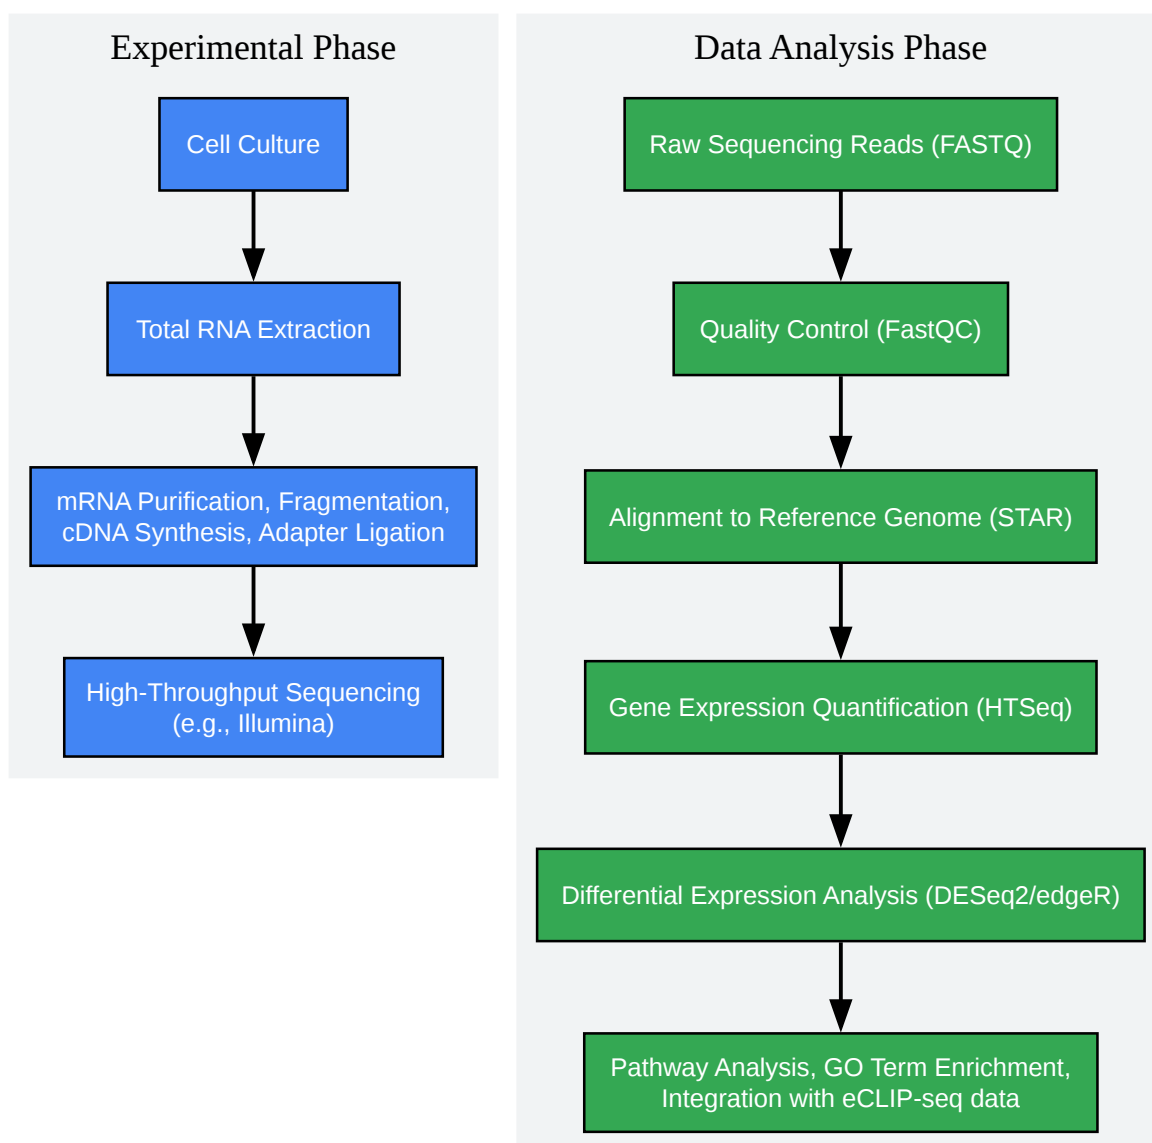 Experimental Phase
Cell Culture
Total RNA Extraction
mRNA Purification, Fragmentation,
cDNA Synthesis, Adapter Ligation
High-Throughput Sequencing
(e.g., Illumina)
Data Analysis Phase
Raw Sequencing Reads (FASTQ)
Quality Control (FastQC)
Alignment to Reference Genome (STAR)
Gene Expression Quantification (HTSeq)
Differential Expression Analysis (DESeq2/edgeR)
Pathway Analysis, GO Term Enrichment,
Integration with eCLIP-seq data